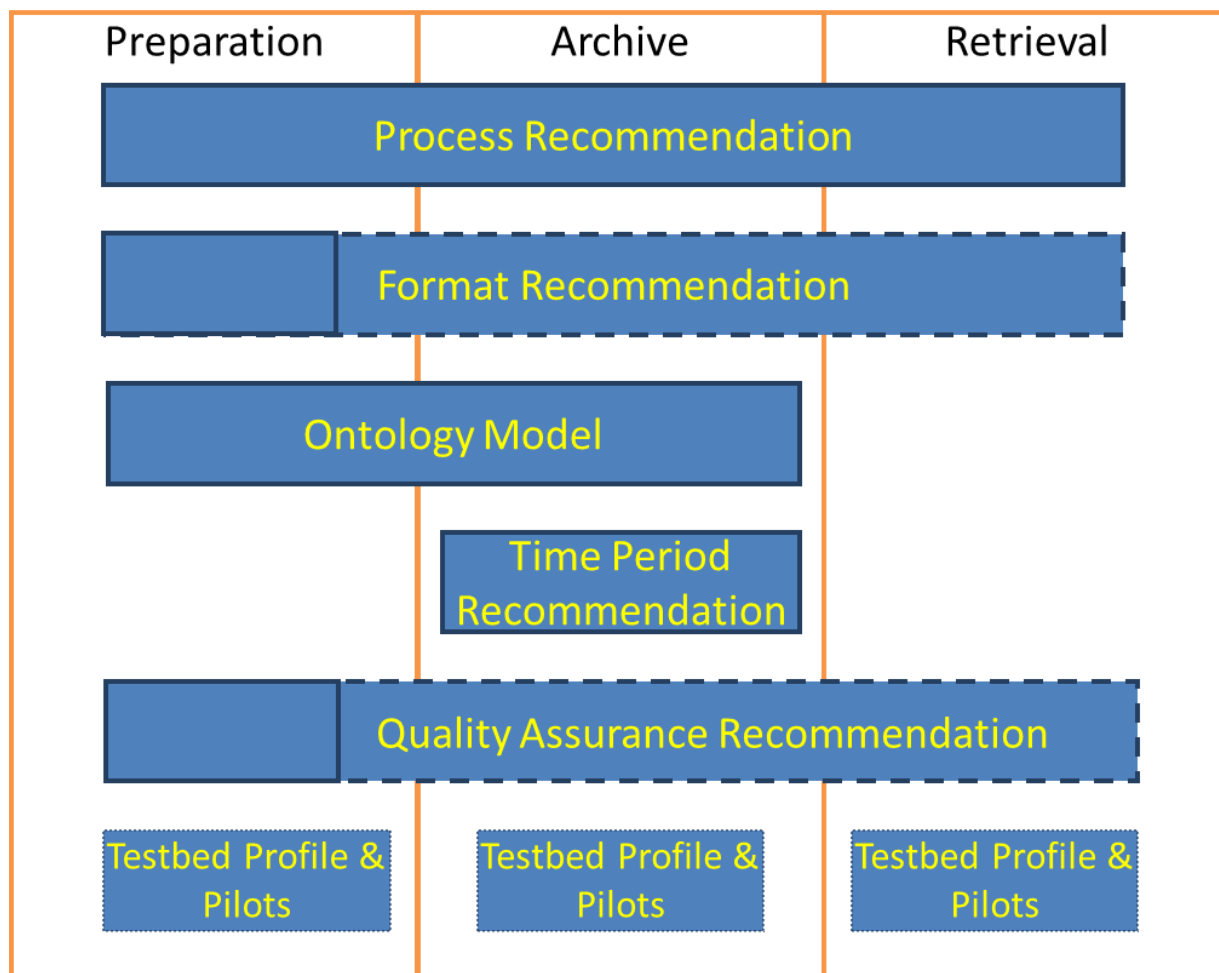 Preparation Archive Retrieval
Process Recommendation
Format Recommendation
Ontology Model
Time Period
Recommendation
Quality Assurance Recommendation
Testbed Profile &
Pilots
Testbed Profile &
Pilots
Testbed Profile &
Pilots